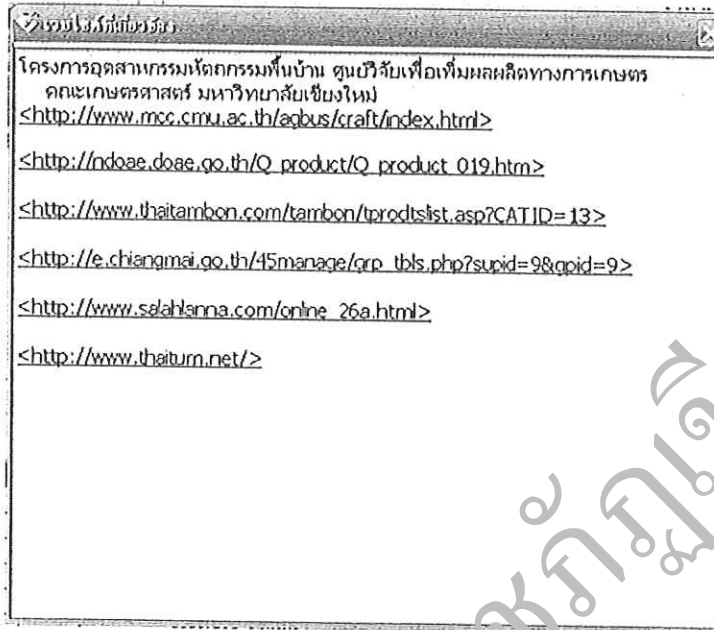 เวบไซต์ที่เกี่ยวข้อง
โครงการอุตสาหกรรมหัตถกรรมพื้นบ้าน ศูนย์วิจัยเพื่อเพิ่มผลผลิตทางการเกษตร
คณะเกษตรศาสตร์ มหาวิทยาลัยเชียงใหม่
<http://www.mcc.cmu.ac.th/agbus/craft/index.html>
<http://ndoae.doae.go.th/Q_product/Q_product_019.htm>
<http://www.thaitambon.com/tambon/tprodtslist.asp?CATID=13>
<http://e.chiangmai.go.th/45manage/grp_tbls.php?supid=9&gpid=9>
<http://www.salahlanna.com/online_26a.html>
<http://www.thaiturn.net/>